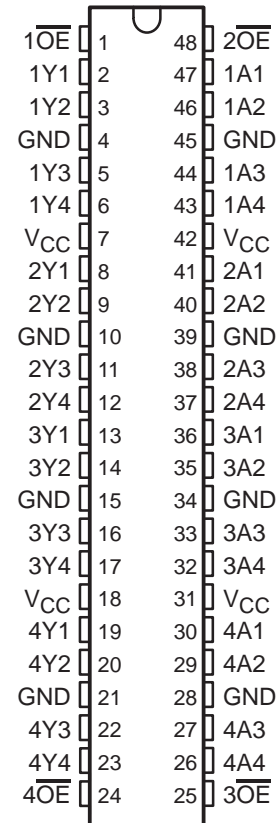 1O̅E̅ 1 48 2O̅E̅
1Y1 2 47 1A1
1Y2 3 46 1A2
GND 4 45 GND
1Y3 5 44 1A3
1Y4 6 43 1A4
VCC 7 42 VCC
2Y1 8 41 2A1
2Y2 9 40 2A2
GND 10 39 GND
2Y3 11 38 2A3
2Y4 12 37 2A4
3Y1 13 36 3A1
3Y2 14 35 3A2
GND 15 34 GND
3Y3 16 33 3A3
3Y4 17 32 3A4
VCC 18 31 VCC
4Y1 19 30 4A1
4Y2 20 29 4A2
GND 21 28 GND
4Y3 22 27 4A3
4Y4 23 26 4A4
4O̅E̅ 24 25 3O̅E̅